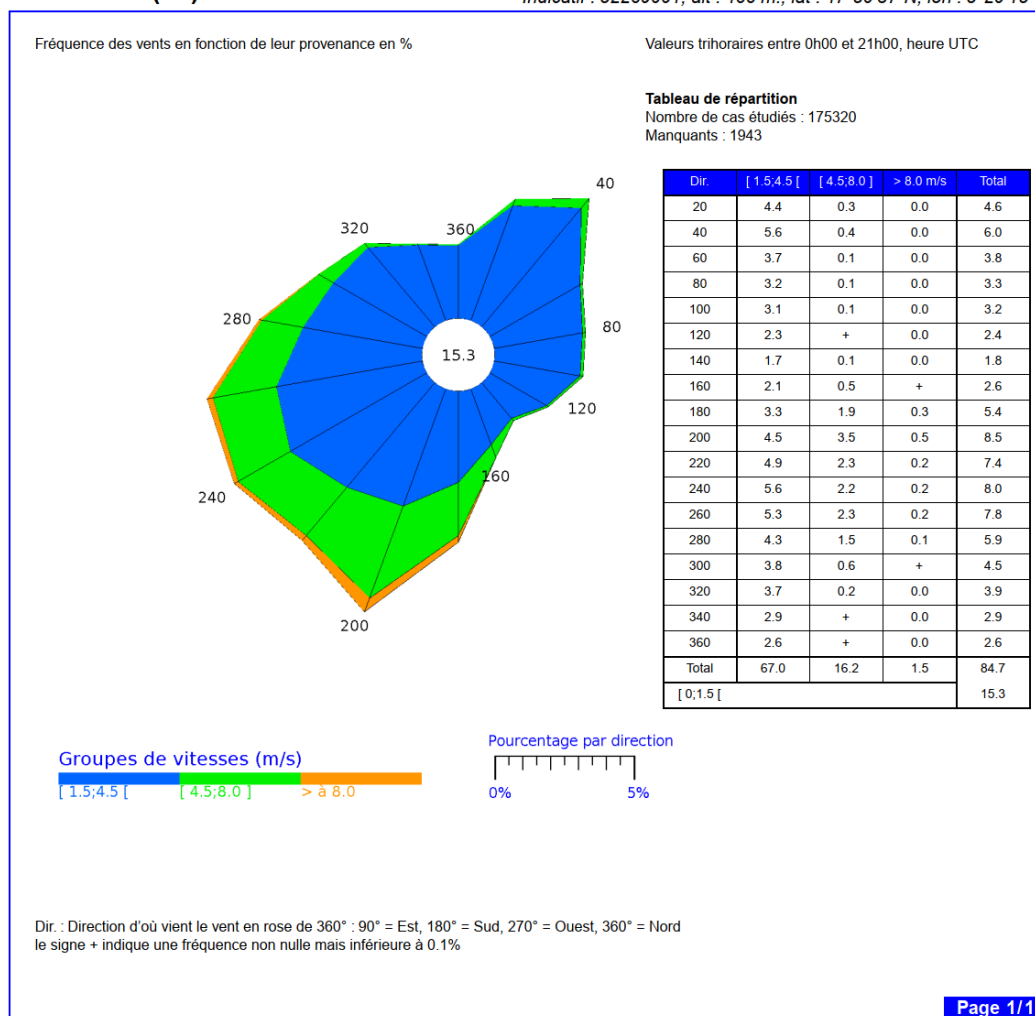 Fréquence des vents en fonction de leur provenance en %
Valeurs trihoraires entre 0h00 et 21h00, heure UTC
Tableau de répartition
Nombre de cas étudiés : 175320
Manquants : 1943
Dir. [ 1.5;4.5 [ [ 4.5;8.0 ] > 8.0 m/s Total
20 4.4 0.3 0.0 4.6
40 5.6 0.4 0.0 6.0
60 3.7 0.1 0.0 3.8
80 3.2 0.1 0.0 3.3
100 3.1 0.1 0.0 3.2
120 2.3 + 0.0 2.4
140 1.7 0.1 0.0 1.8
160 2.1 0.5 + 2.6
180 3.3 1.9 0.3 5.4
200 4.5 3.5 0.5 8.5
220 4.9 2.3 0.2 7.4
240 5.6 2.2 0.2 8.0
260 5.3 2.3 0.2 7.8
280 4.3 1.5 0.1 5.9
300 3.8 0.6 + 4.5
320 3.7 0.2 0.0 3.9
340 2.9 + 0.0 2.9
360 2.6 + 0.0 2.6
Total 67.0 16.2 1.5 84.7
[ 0;1.5 [ 15.3
40
320
360
280
80
15.3
120
160
240
200
Groupes de vitesses (m/s)
[ 1.5;4.5 [ [ 4.5;8.0 ] > à 8.0
Pourcentage par direction
0% 5%
Dir. : Direction d'où vient le vent en rose de 360° : 90° = Est, 180° = Sud, 270° = Ouest, 360° = Nord
le signe + indique une fréquence non nulle mais inférieure à 0.1%
Page 1/1